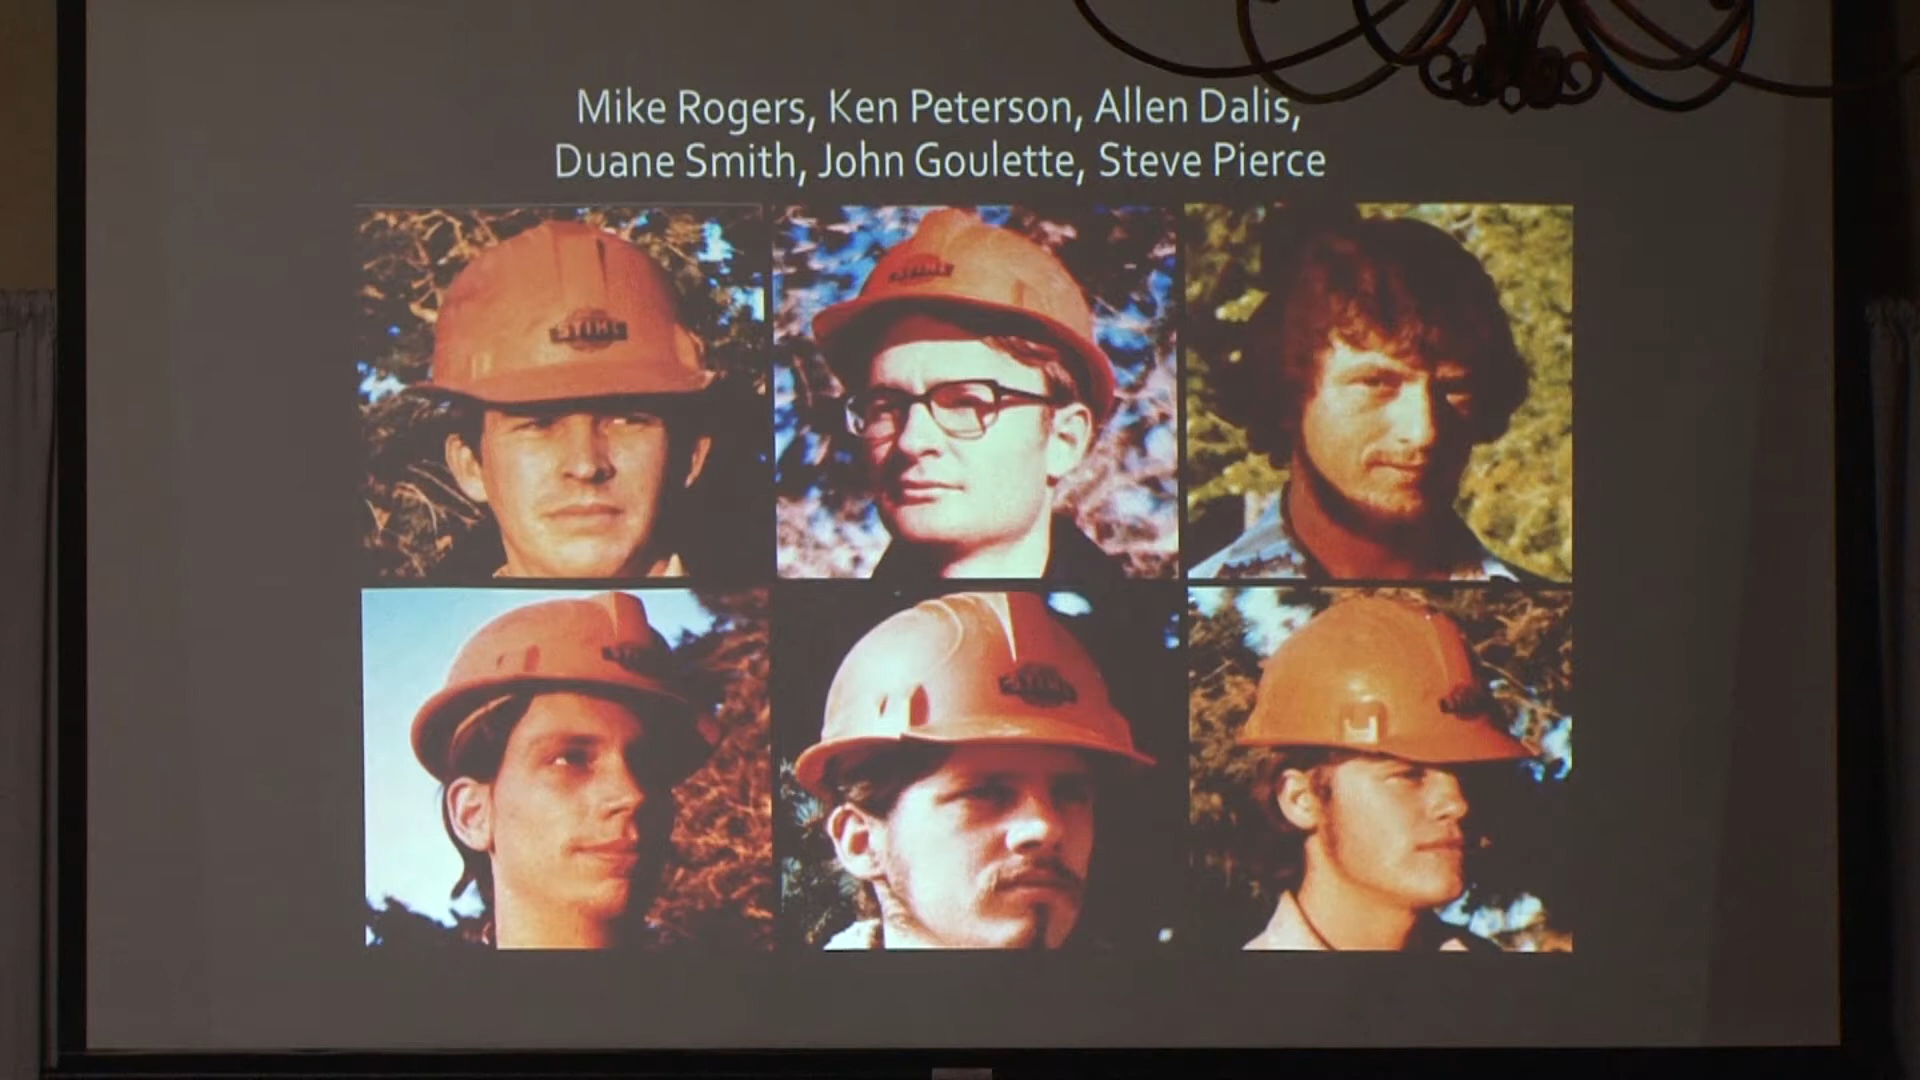 Mike Rogers, Ken Peterson, Allen Dalis,
Duane Smith, John Goulette, Steve Pierce